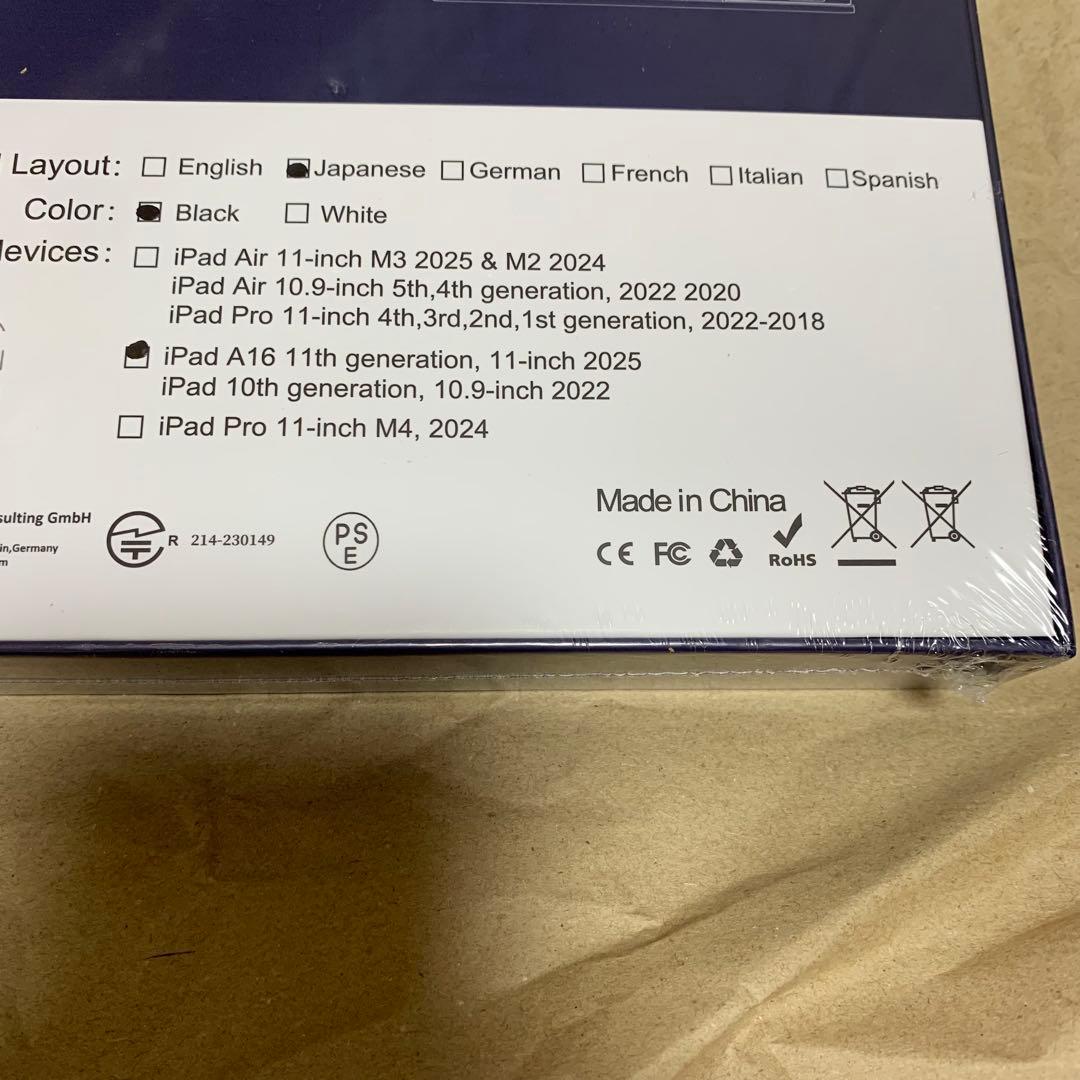 Layout: English Japanese German French Italian Spanish
Color: Black White
evices: iPad Air 11-inch M3 2025 & M2 2024
iPad Air 10.9-inch 5th,4th generation, 2022 2020
iPad Pro 11-inch 4th,3rd,2nd,1st generation, 2022-2018
iPad A16 11th generation, 11-inch 2025
iPad 10th generation, 10.9-inch 2022
iPad Pro 11-inch M4, 2024
sulting GmbH
in,Germany
m
R 214-230149
PS
E
Made in China
CE FC RoHS